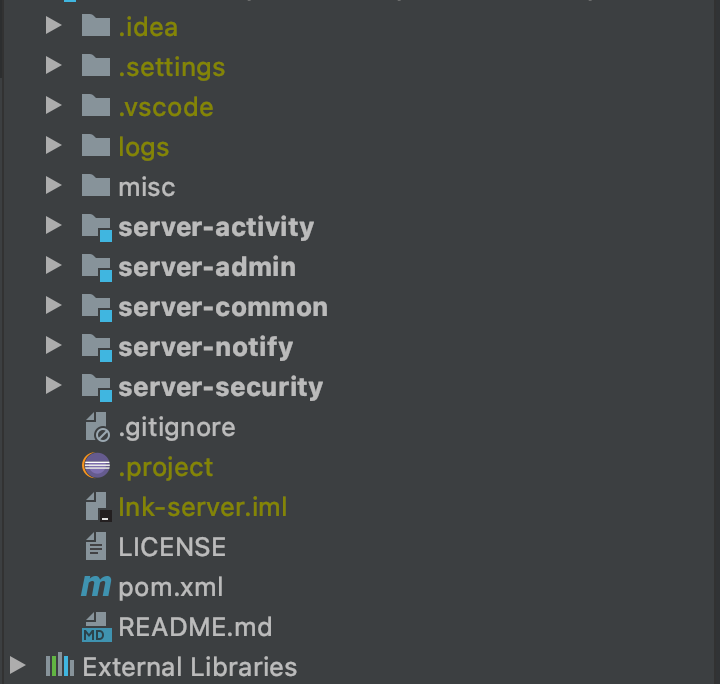 .idea
.settings
.vscode
logs
misc
server-activity
server-admin
server-common
server-notify
server-security
.gitignore
.project
lnk-server.iml
LICENSE
m pom.xml
MD README.md
External Libraries